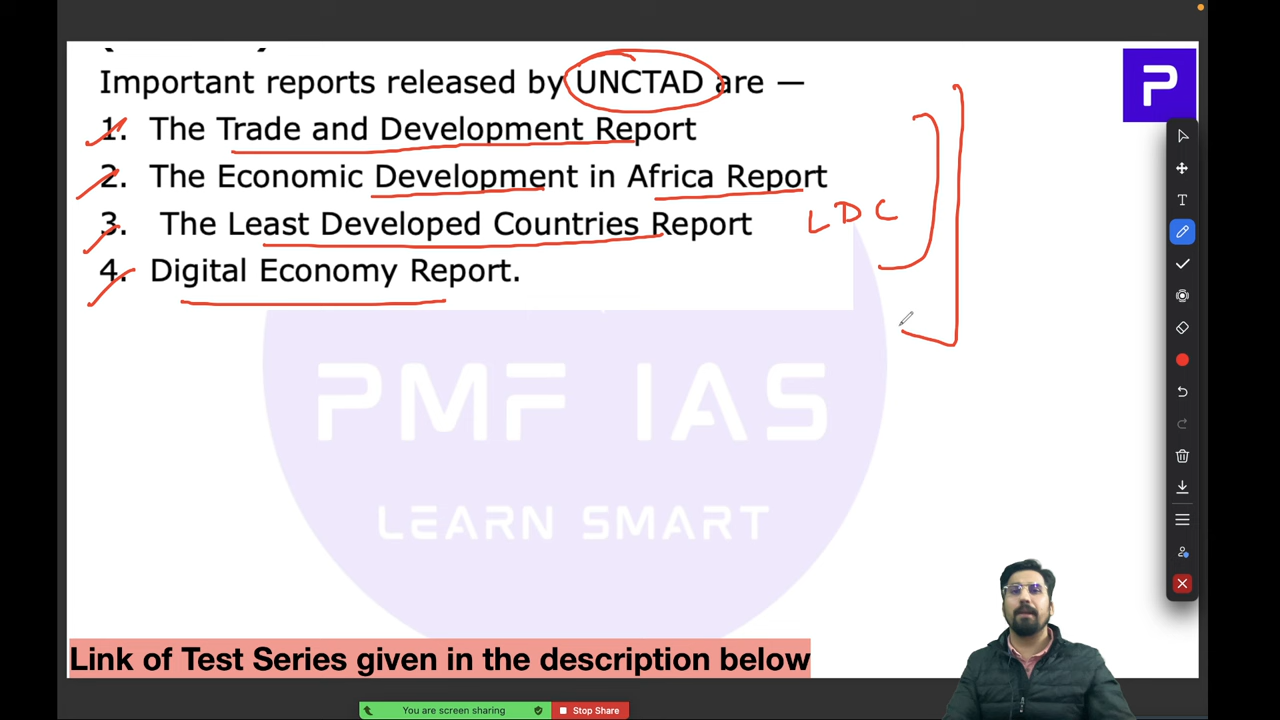 Important reports released by UNCTAD are —
1. The Trade and Development Report
2. The Economic Development in Africa Report
LDC
3. The Least Developed Countries Report
4. Digital Economy Report.
P
T
PMF IAS
LEARN SMART
Link of Test Series given in the description below
You are screen sharing
Stop Share